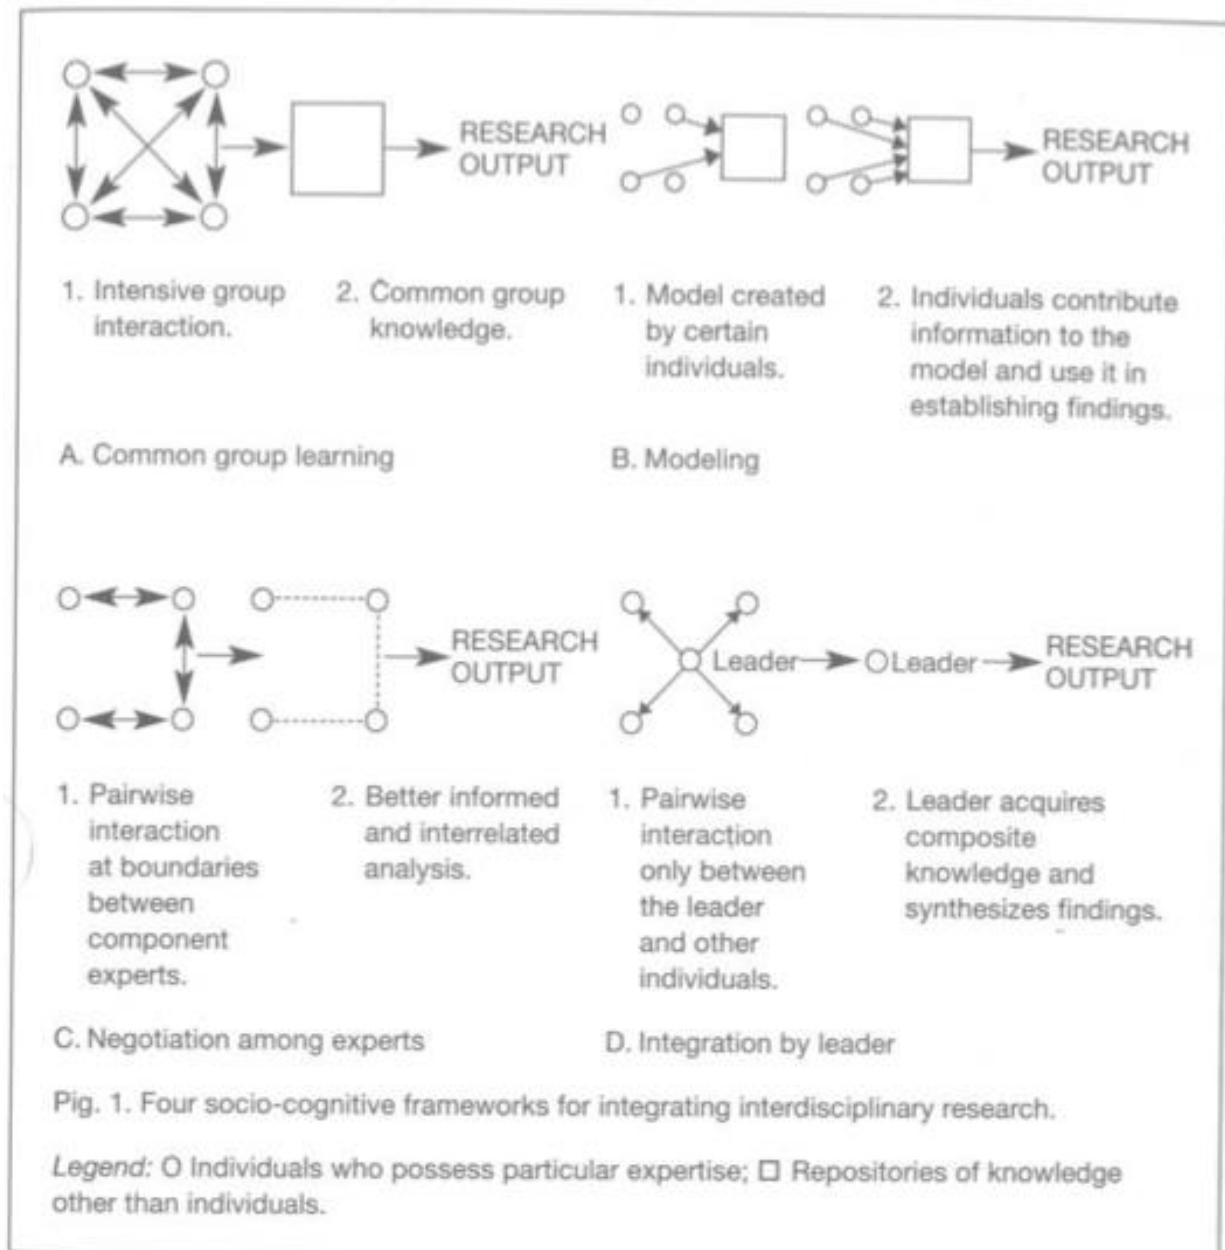 RESEARCH
OUTPUT
1. Intensive group
interaction.
2. Common group
knowledge.
A. Common group learning
RESEARCH
OUTPUT
1. Model created
by certain
individuals.
2. Individuals contribute
information to the
model and use it in
establishing findings.
B. Modeling
RESEARCH
OUTPUT
1. Pairwise
interaction
at boundaries
between
component
experts.
2. Better informed
and interrelated
analysis.
C. Negotiation among experts
Leader
Leader
RESEARCH
OUTPUT
1. Pairwise
interaction
only between
the leader
and other
individuals.
2. Leader acquires
composite
knowledge and
synthesizes findings.
D. Integration by leader
Pig. 1. Four socio-cognitive frameworks for integrating interdisciplinary research.
Legend: O Individuals who possess particular expertise; □ Repositories of knowledge
other than individuals.